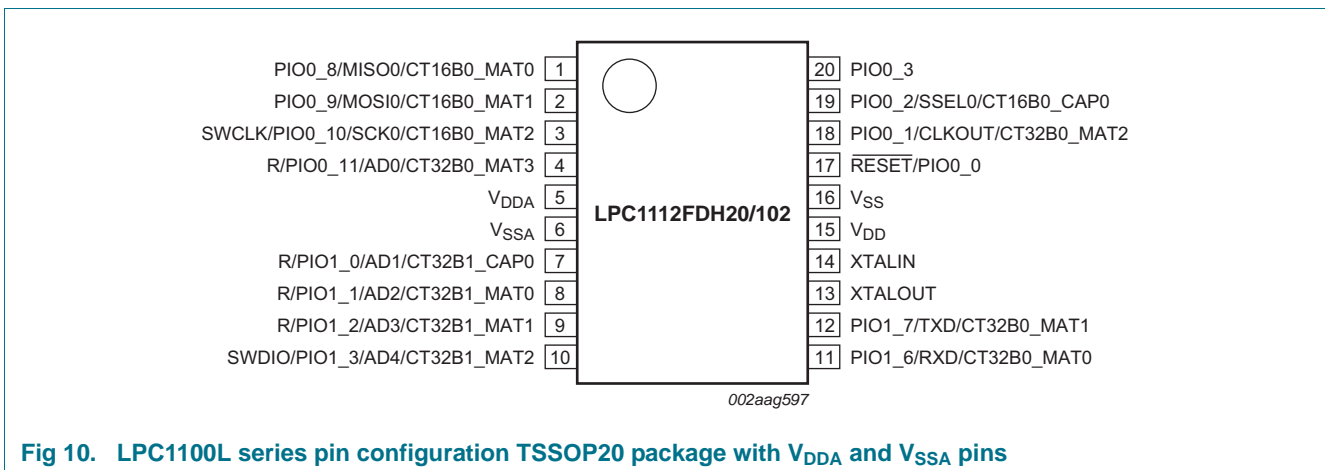 PIO0_8/MISO0/CT16B0_MAT0 1
PIO0_9/MOSI0/CT16B0_MAT1 2
SWCLK/PIO0_10/SCK0/CT16B0_MAT2 3
R/PIO0_11/AD0/CT32B0_MAT3 4
VDDA 5
VSSA 6
R/PIO1_0/AD1/CT32B1_CAP0 7
R/PIO1_1/AD2/CT32B1_MAT0 8
R/PIO1_2/AD3/CT32B1_MAT1 9
SWDIO/PIO1_3/AD4/CT32B1_MAT2 10
LPC1112FDH20/102
20 PIO0_3
19 PIO0_2/SSEL0/CT16B0_CAP0
18 PIO0_1/CLKOUT/CT32B0_MAT2
17 RESET/PIO0_0
16 VSS
15 VDD
14 XTALIN
13 XTALOUT
12 PIO1_7/TXD/CT32B0_MAT1
11 PIO1_6/RXD/CT32B0_MAT0
002aag597
Fig 10. LPC1100L series pin configuration TSSOP20 package with VDDA and VSSA pins